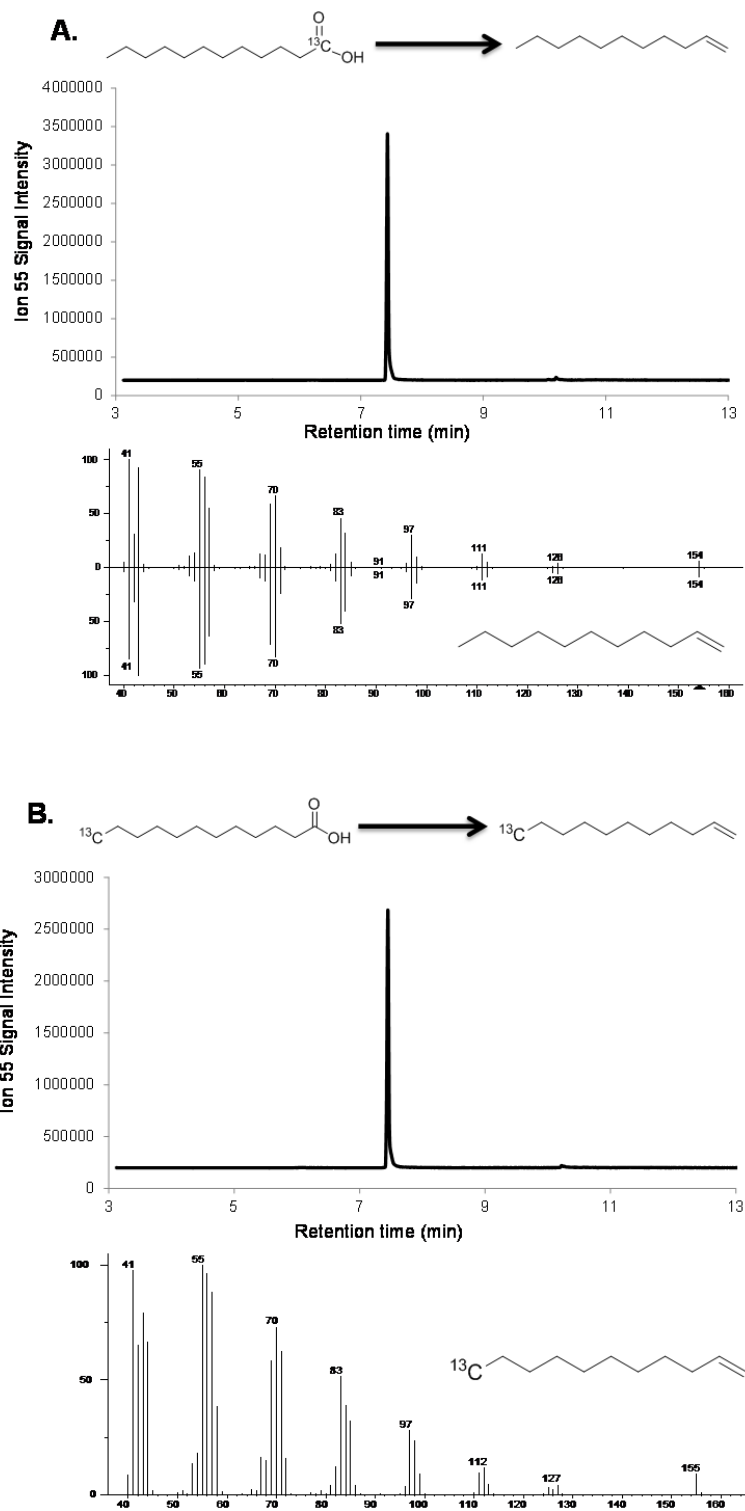 A.
O
13C
OH
4000000
3500000
3000000
2500000
2000000
1500000
1000000
500000
0
Ion 55 Signal Intensity
3 5 7 9 11 13
Retention time (min)
100
50
0
50
100
41 55 70 83 91 97 111 126 154
41 55 70 83 91 97 111 126 154
40 50 60 70 80 90 100 110 120 130 140 150 160
B.
13C
O
OH
13C
3000000
2500000
2000000
1500000
1000000
500000
0
Ion 55 Signal Intensity
3 5 7 9 11 13
Retention time (min)
100
50
0
41 55 70 83 97 112 127 155
13C
40 50 60 70 80 90 100 110 120 130 140 150 160